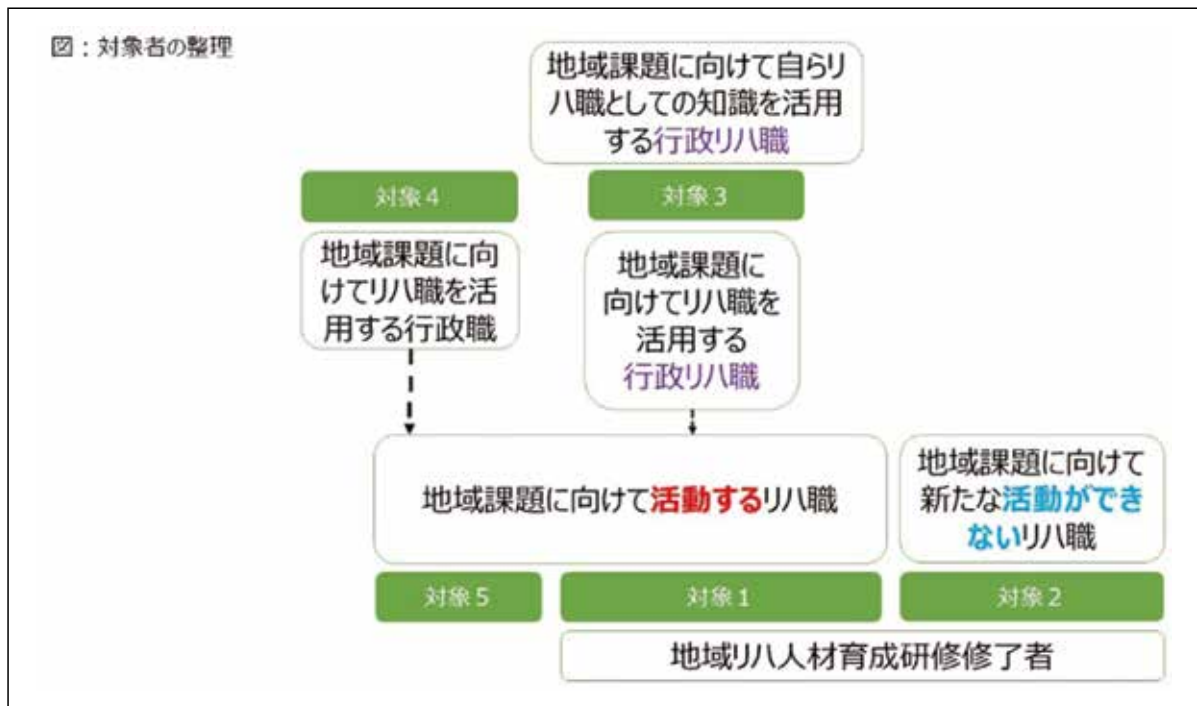 図：対象者の整理
地域課題に向けて自らリ
ハ職としての知識を活用
する行政リハ職
対象４
対象３
地域課題に向
けてリハ職を活
用する行政職
地域課題に
向けてリハ職を
活用する
行政リハ職
地域課題に向けて活動するリハ職
地域課題に向けて
新たな活動ができ
ないリハ職
対象５
対象１
対象２
地域リハ人材育成研修修了者